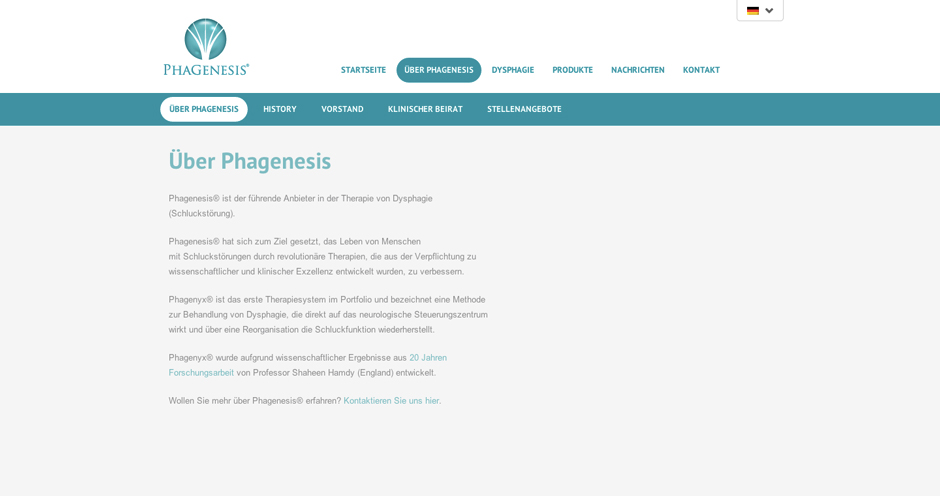 PHAGENESIS®
STARTSEITE
ÜBER PHAGENESIS
DYSPHAGIE
PRODUKTE
NACHRICHTEN
KONTAKT
ÜBER PHAGENESIS
HISTORY
VORSTAND
KLINISCHER BEIRAT
STELLENANGEBOTE
Über Phagenesis
Phagenesis® ist der führende Anbieter in der Therapie von Dysphagie
(Schluckstörung).
Phagenesis® hat sich zum Ziel gesetzt, das Leben von Menschen
mit Schluckstörungen durch revolutionäre Therapien, die aus der Verpflichtung zu
wissenschaftlicher und klinischer Exzellenz entwickelt wurden, zu verbessern.
Phagenyx® ist das erste Therapiesystem im Portfolio und bezeichnet eine Methode
zur Behandlung von Dysphagie, die direkt auf das neurologische Steuerungszentrum
wirkt und über eine Reorganisation die Schluckfunktion wiederherstellt.
Phagenyx® wurde aufgrund wissenschaftlicher Ergebnisse aus 20 Jahren
Forschungsarbeit von Professor Shaheen Hamdy (England) entwickelt.
Wollen Sie mehr über Phagenesis® erfahren? Kontaktieren Sie uns hier.